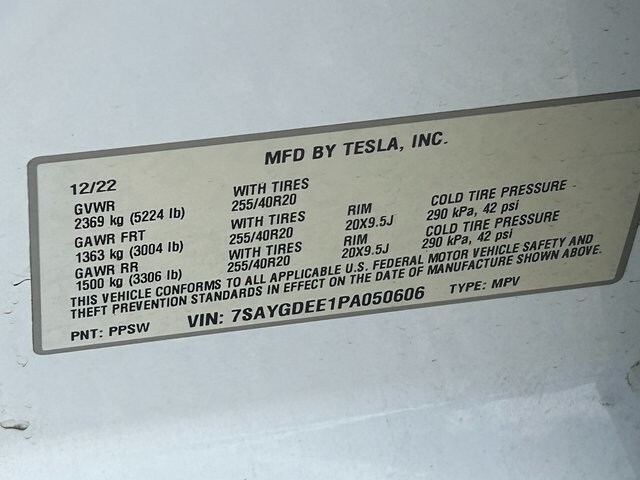 MFD BY TESLA, INC.
12/22
GVWR WITH TIRES
2369 kg (5224 lb) 255/40R20 RIM COLD TIRE PRESSURE
GAWR FRT WITH TIRES 20X9.5J 290 kPa, 42 psi
1363 kg (3004 lb) 255/40R20 RIM COLD TIRE PRESSURE
GAWR RR WITH TIRES 20X9.5J 290 kPa, 42 psi
1500 kg (3306 lb) 255/40R20
THIS VEHICLE CONFORMS TO ALL APPLICABLE U.S. FEDERAL MOTOR VEHICLE SAFETY AND
THEFT PREVENTION STANDARDS IN EFFECT ON THE DATE OF MANUFACTURE SHOWN ABOVE.
PNT: PPSW VIN: 7SAYGDEE1PA050606 TYPE: MPV